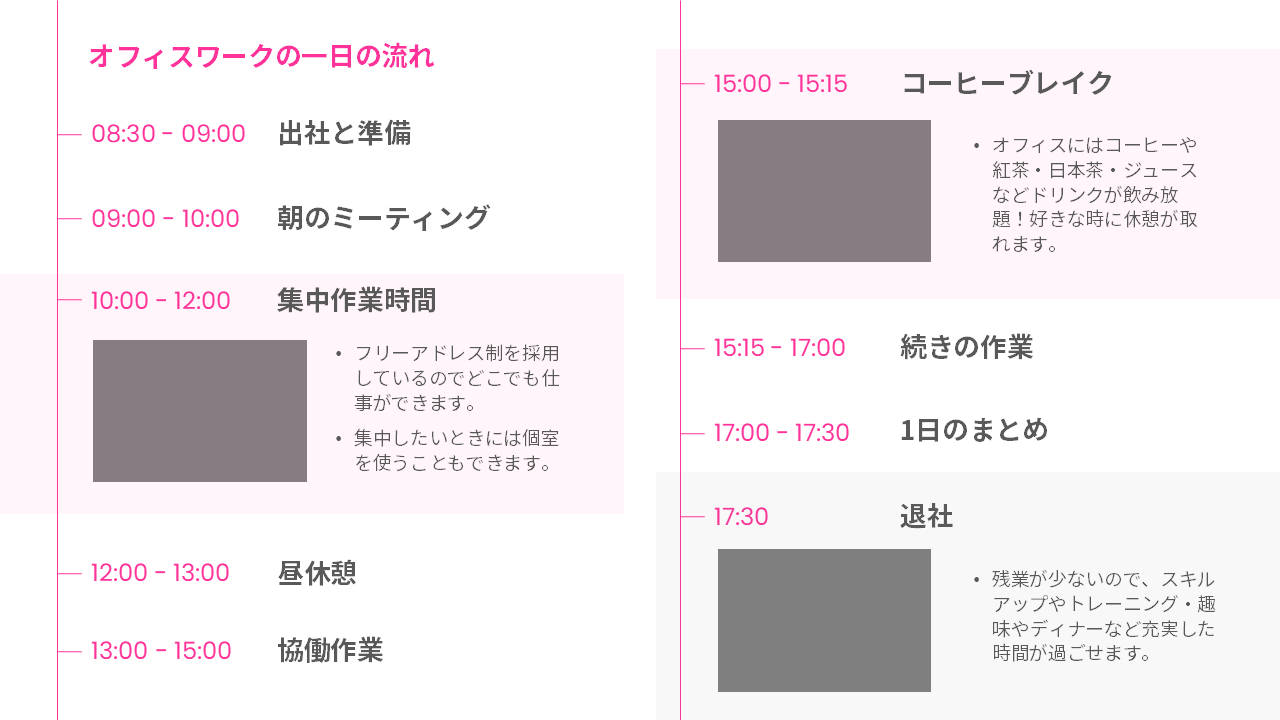 オフィスワークの一日の流れ
08:30 - 09:00 出社と準備
09:00 - 10:00 朝のミーティング
10:00 - 12:00 集中作業時間
• フリーアドレス制を採用
しているのでどこでも仕
事ができます。
• 集中したいときには個室
を使うこともできます。
12:00 - 13:00 昼休憩
13:00 - 15:00 協働作業
15:00 - 15:15 コーヒーブレイク
• オフィスにはコーヒーや
紅茶・日本茶・ジュース
などドリンクが飲み放
題！好きな時に休憩が取
れます。
15:15 - 17:00 続きの作業
17:00 - 17:30 1日のまとめ
17:30 退社
• 残業が少ないので、スキル
アップやトレーニング・趣
味やディナーなど充実した
時間が過ごせます。